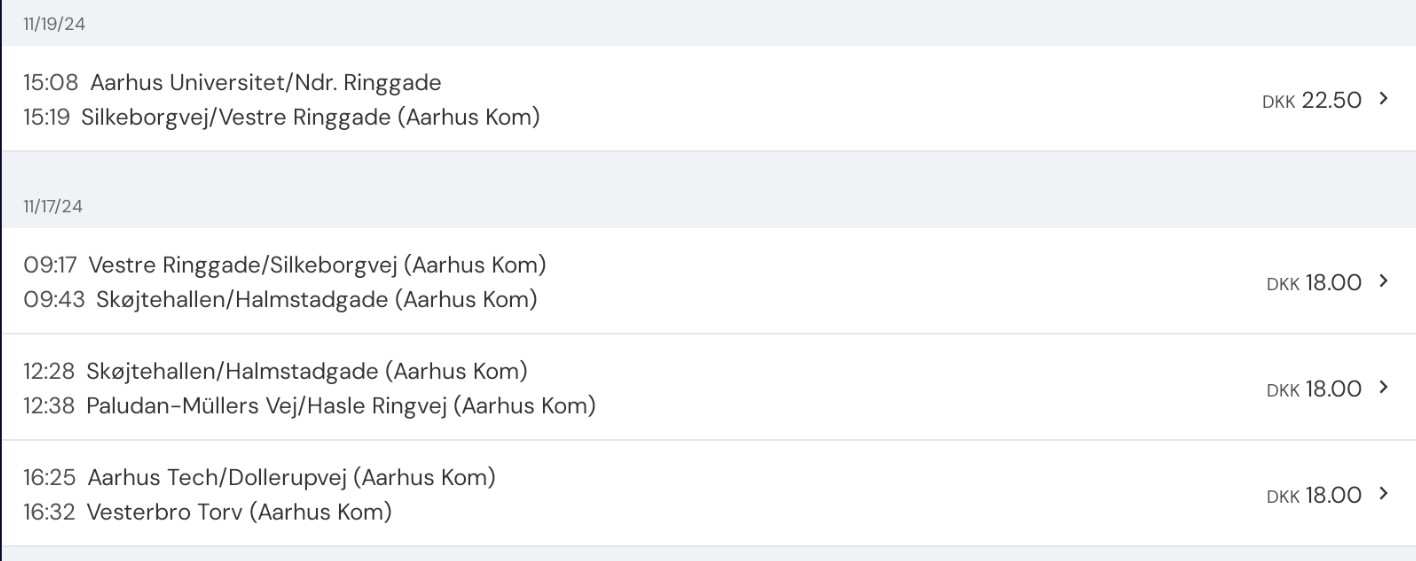 11/19/24
15:08 Aarhus Universitet/Ndr. Ringgade
15:19 Silkeborgvej/Vestre Ringgade (Aarhus Kom)
DKK 22.50
11/17/24
09:17 Vestre Ringgade/Silkeborgvej (Aarhus Kom)
09:43 Skøjtehallen/Halmstadgade (Aarhus Kom)
DKK 18.00
12:28 Skøjtehallen/Halmstadgade (Aarhus Kom)
12:38 Paludan-Müllers Vej/Hasle Ringvej (Aarhus Kom)
DKK 18.00
16:25 Aarhus Tech/Dollerupvej (Aarhus Kom)
16:32 Vesterbro Torv (Aarhus Kom)
DKK 18.00